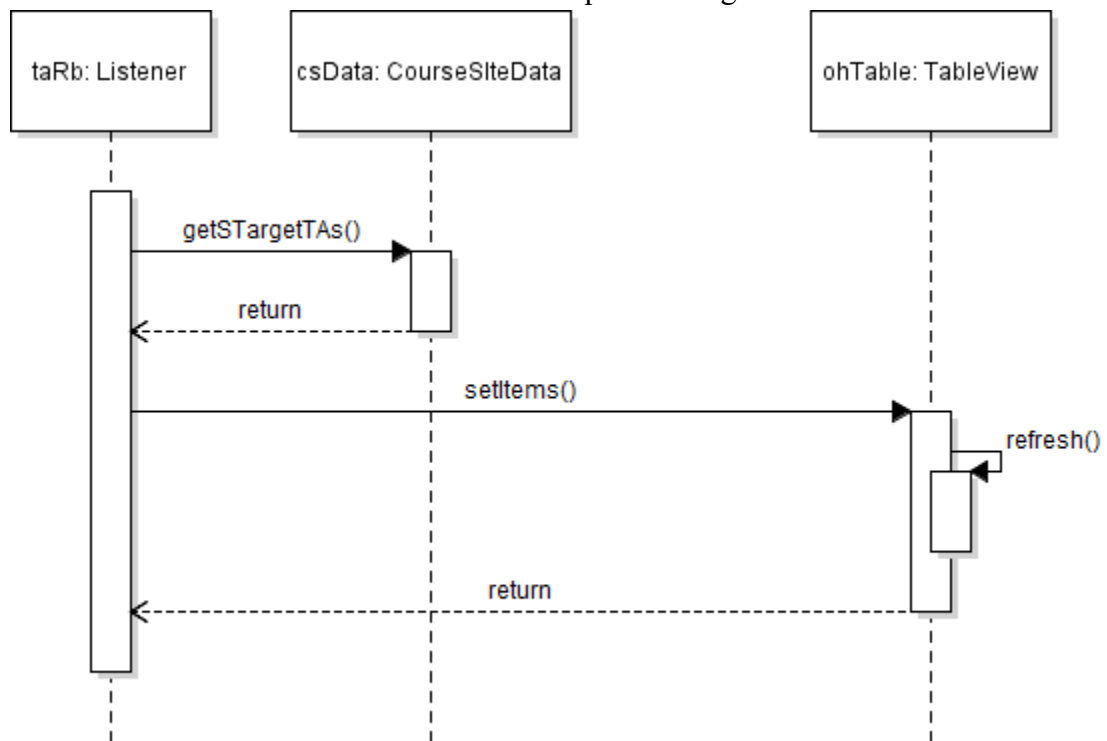 taRb: Listener
csData: CourseSIteData
ohTable: TableView
getSTargetTAs()
return
setItems()
refresh()
return